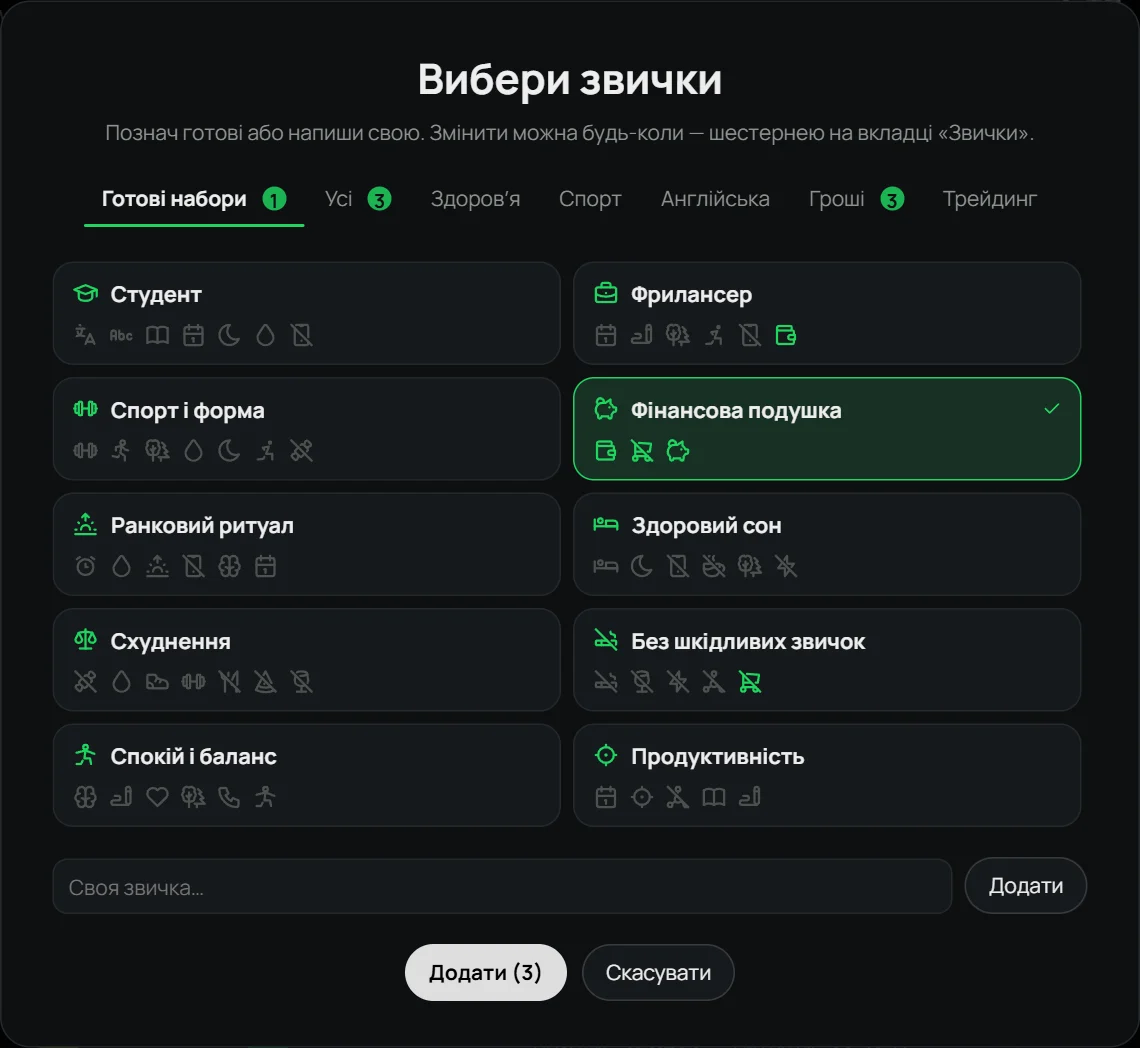 Вибери звички
Познач готові або напиши свою. Змінити можна будь-коли — шестернею на вкладці «Звички».
Готові набори 1 Усі 3 Здоров’я Спорт Англійська Гроші 3 Трейдинг
Студент
Фрилансер
Abc
Спорт і форма
Фінансова подушка
Ранковий ритуал
Здоровий сон
Схуднення
Без шкідливих звичок
Спокій і баланс
Продуктивність
Своя звичка...
Додати
Додати (3)
Скасувати